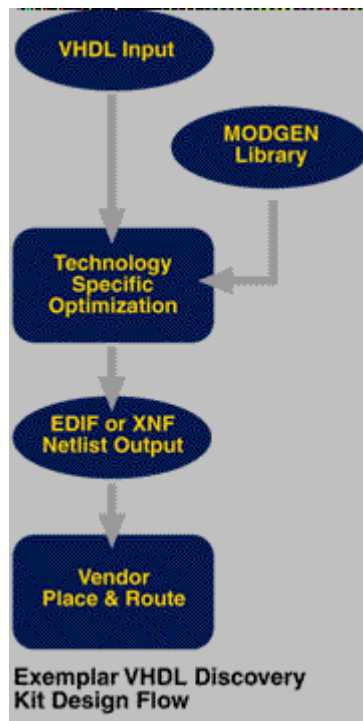 VHDL Input
MODGEN
Library
Technology
Specific
Optimization
EDIF or XNF
Netlist Output
Vendor
Place & Route
Exemplar VHDL Discovery
Kit Design Flow